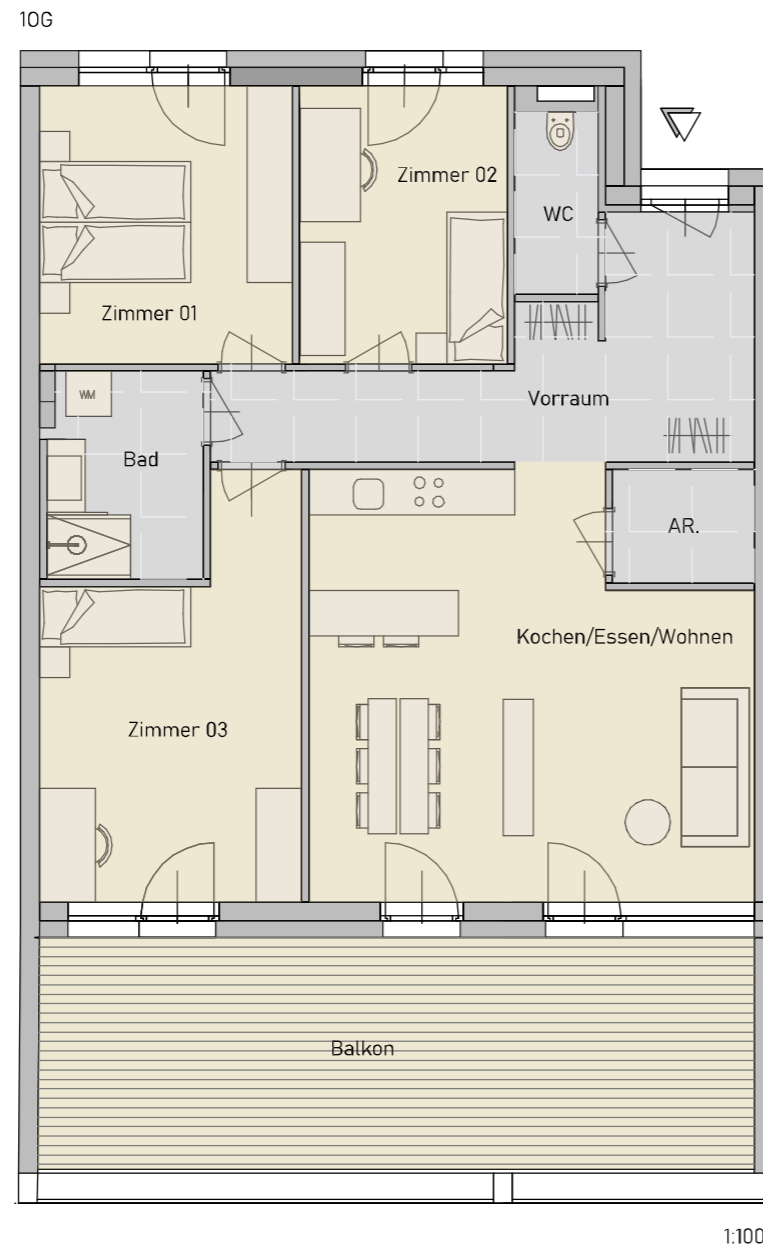 1OG
Zimmer 02
WC
Zimmer 01
WM
Vorraum
Bad
AR.
Kochen/Essen/Wohnen
Zimmer 03
Balkon
1:100